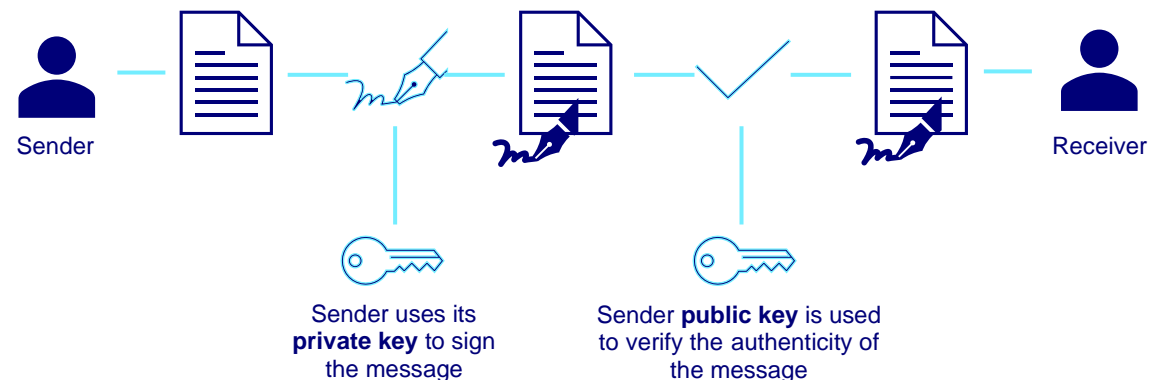 Sender
Receiver
Sender uses its
private key to sign
the message
Sender public key is used
to verify the authenticity of
the message